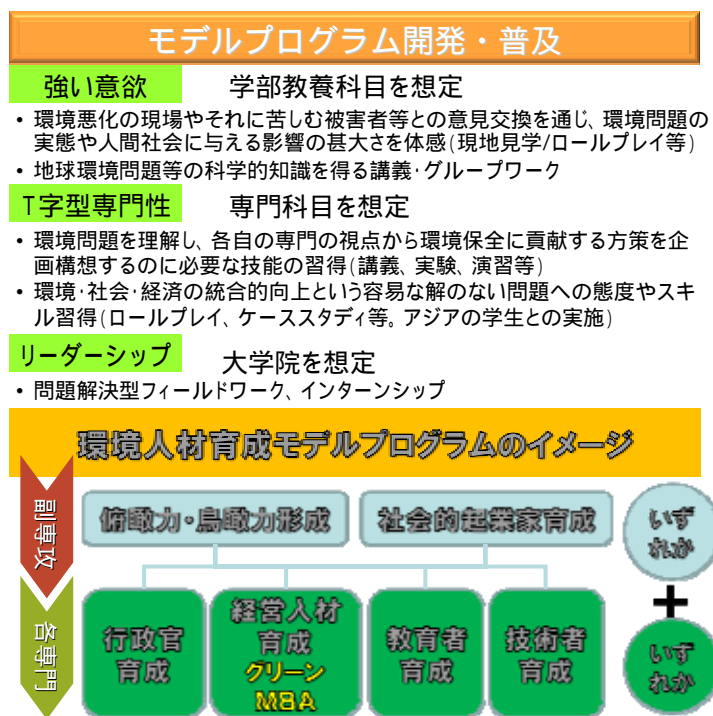 モデルプログラム開発・普及
強い意欲 学部教養科目を想定
・環境悪化の現場やそれに苦しむ被害者等との意見交換を通じ、環境問題の
実態や人間社会に与える影響の甚大さを体感(現地見学/ロールプレイ等)
・地球環境問題等の科学的知識を得る講義・グループワーク
T字型専門性 専門科目を想定
・環境問題を理解し、各自の専門の視点から環境保全に貢献する方策を企
画構想するのに必要な技能の習得(講義、実験、演習等)
・環境・社会・経済の統合的向上という容易な解のない問題への態度やスキ
ル習得(ロールプレイ、ケーススタディ等。アジアの学生との実施)
リーダーシップ 大学院を想定
・問題解決型フィールドワーク、インターンシップ
環境人材育成モデルプログラムのイメージ
副専攻
俯瞰力・鳥瞰力形成
社会的起業家育成
いず
れか
+
各専門
行政官
育成
経営人材
育成
グリーン
MBA
教育者
育成
技術者
育成
いず
れか